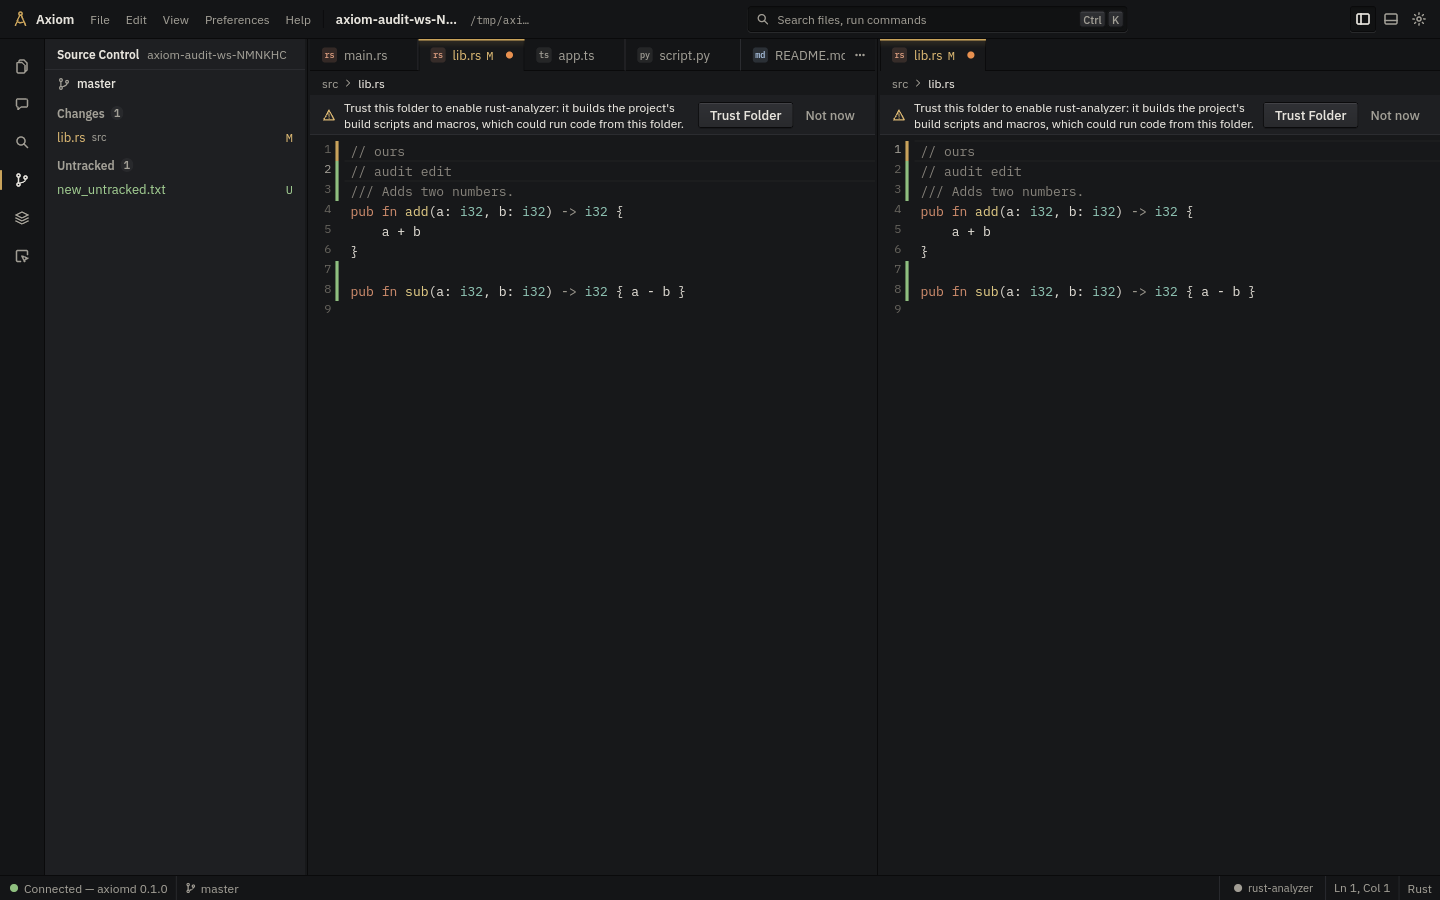 Axiom File Edit View Preferences Help axiom-audit-ws-N... /tmp/axi... Search files, run commands Ctrl K
Source Control axiom-audit-ws-NMNKHC
master
Changes 1
lib.rs src M
Untracked 1
new_untracked.txt U
rs main.rs rs lib.rs M ts app.ts py script.py md README.mc ···
src > lib.rs
Trust this folder to enable rust-analyzer: it builds the project's
build scripts and macros, which could run code from this folder.
Trust Folder Not now
1 // ours
2 // audit edit
3 /// Adds two numbers.
4 pub fn add(a: i32, b: i32) -> i32 {
5     a + b
6 }
7
8 pub fn sub(a: i32, b: i32) -> i32 { a - b }
9
rs lib.rs M
src > lib.rs
Trust this folder to enable rust-analyzer: it builds the project's
build scripts and macros, which could run code from this folder.
Trust Folder Not now
1 // ours
2 // audit edit
3 /// Adds two numbers.
4 pub fn add(a: i32, b: i32) -> i32 {
5     a + b
6 }
7
8 pub fn sub(a: i32, b: i32) -> i32 { a - b }
9
Connected — axiomd 0.1.0 master rust-analyzer Ln 1, Col 1 Rust